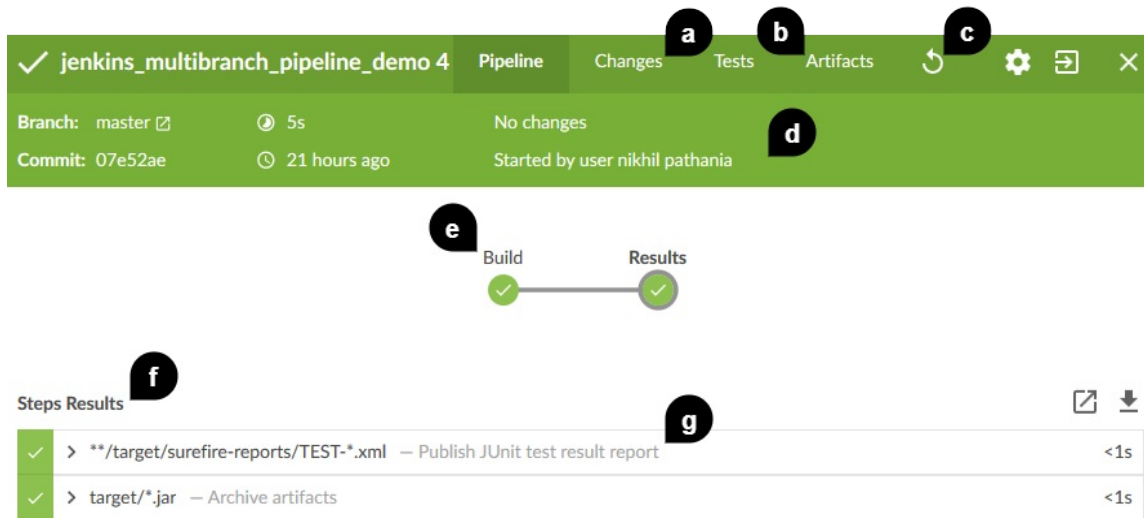 a b c
jenkins_multibranch_pipeline_demo 4 Pipeline Changes Tests Artifacts
Branch: master 5s No changes
d
Commit: 07e52ae 21 hours ago Started by user nikhil pathania
e
Build Results
f
Steps Results
g
**/target/surefire-reports/TEST-*.xml — Publish JUnit test result report <1s
target/*.jar — Archive artifacts <1s